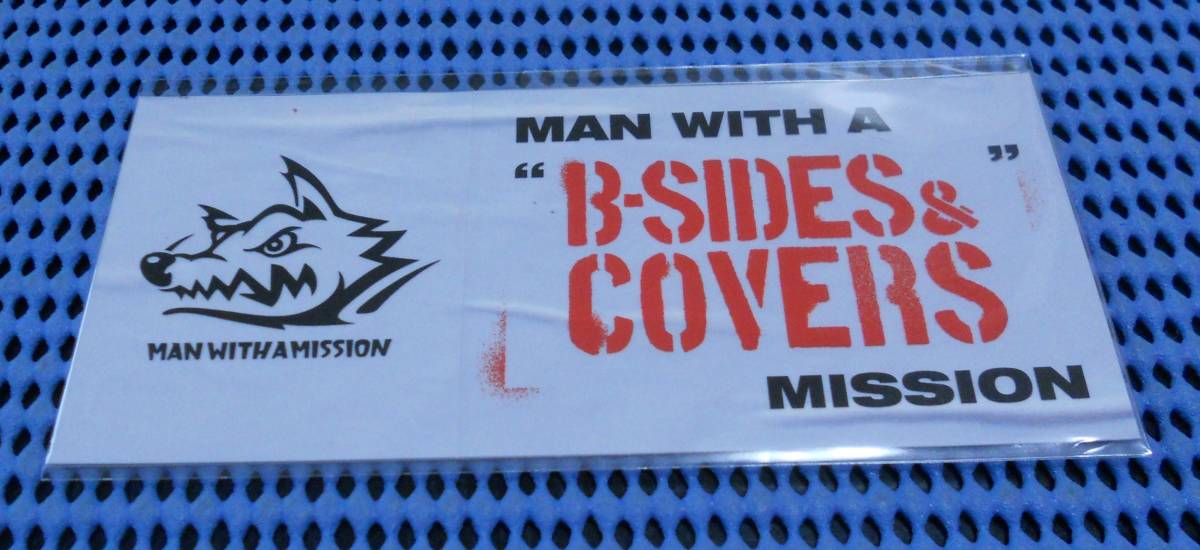 MAN WITH A MISSION
MAN WITH A
“B-SIDES &
COVERS”
MISSION